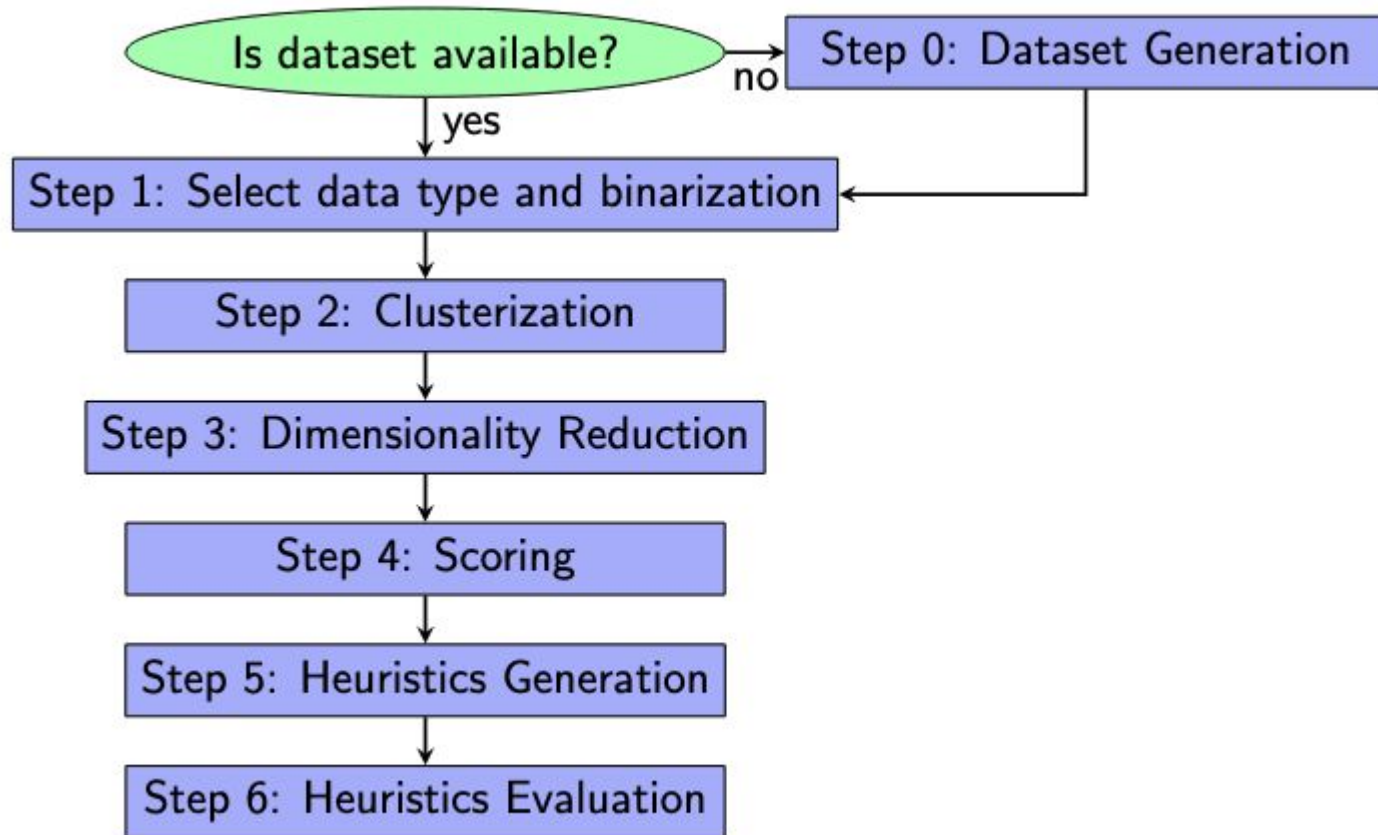 Is dataset available?
no
Step 0: Dataset Generation
yes
Step 1: Select data type and binarization
Step 2: Clusterization
Step 3: Dimensionality Reduction
Step 4: Scoring
Step 5: Heuristics Generation
Step 6: Heuristics Evaluation